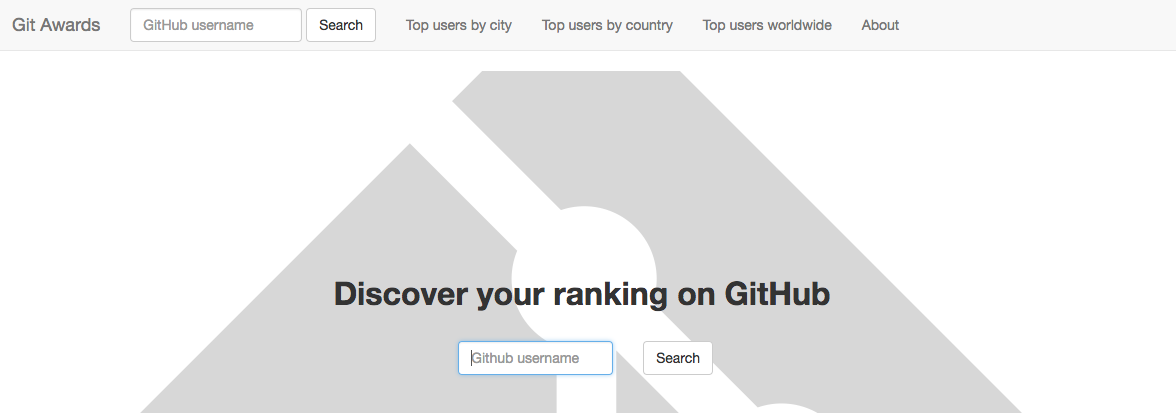 Git Awards GitHub username Search Top users by city Top users by country Top users worldwide About
Discover your ranking on GitHub
Github username Search